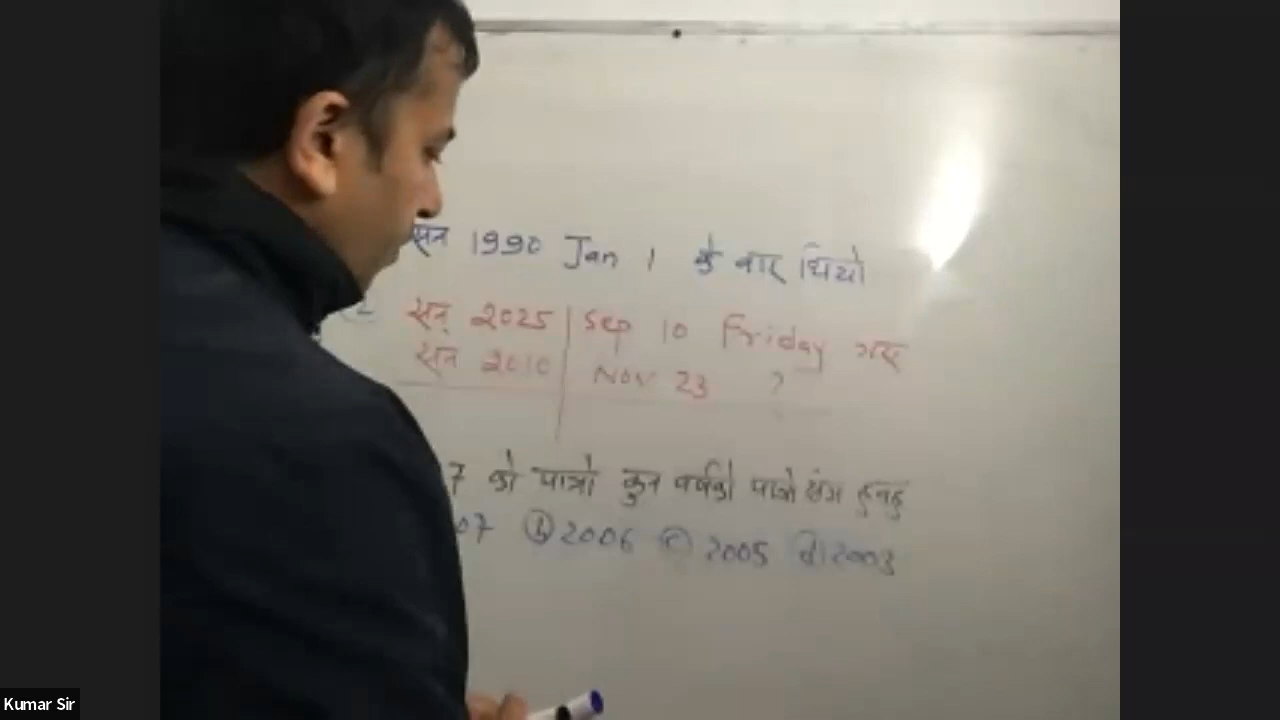 सन 1990 Jan 1 के वार थियो
सन् 2025 Sep 10 Friday भए
सन 2010 Nov 23 ?
7 को पात्रो कुन वर्षको पात्रो संग हुबहु
07 (b) 2006 (c) 2005 (d) 2003
Kumar Sir